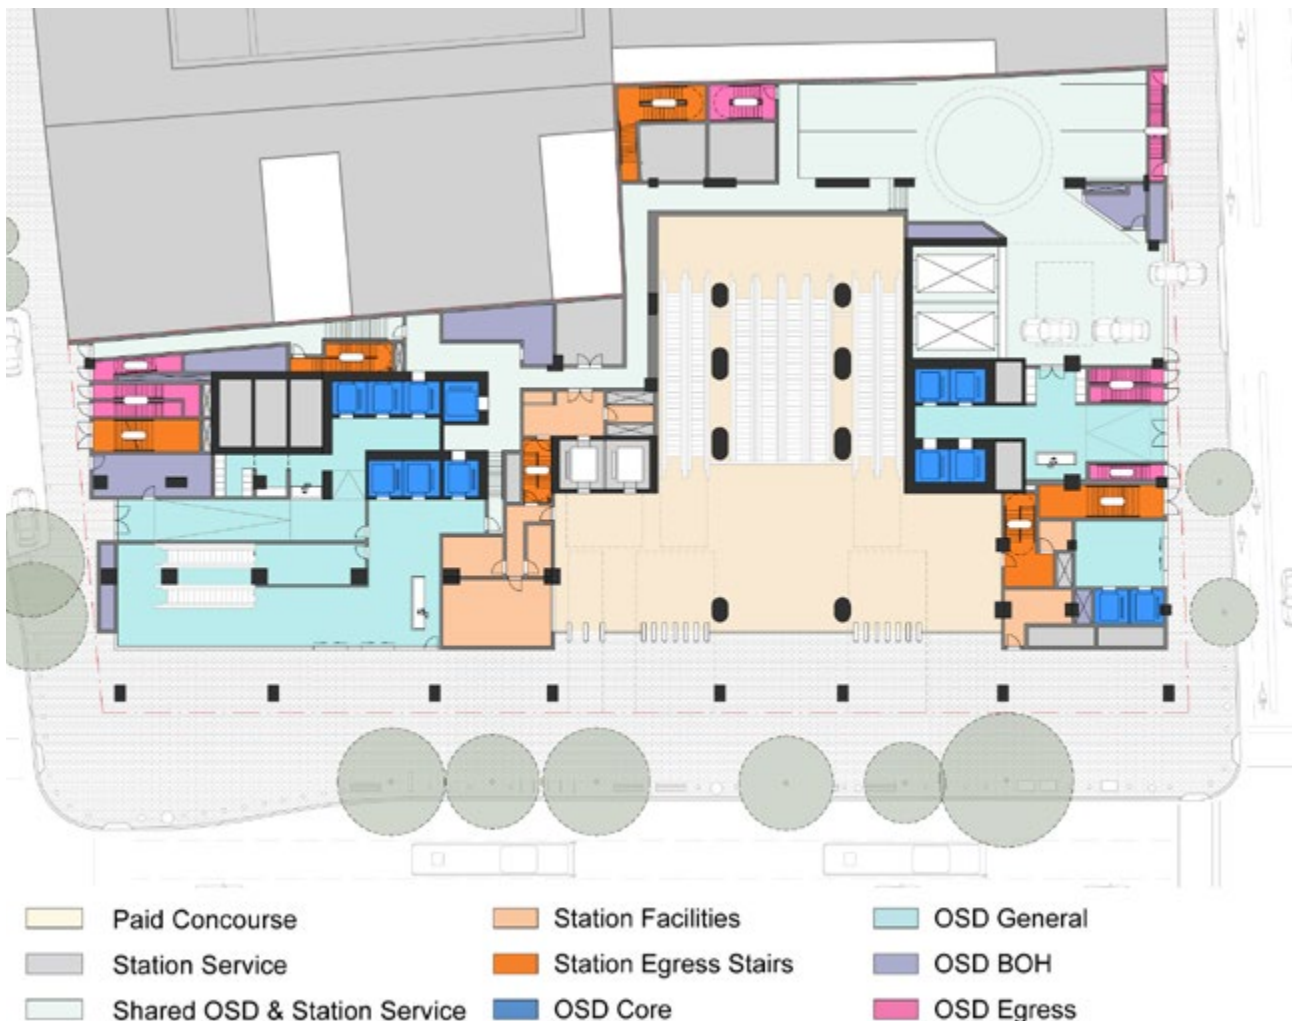 Paid Concourse
Station Facilities
OSD General
Station Service
Station Egress Stairs
OSD BOH
Shared OSD & Station Service
OSD Core
OSD Egress